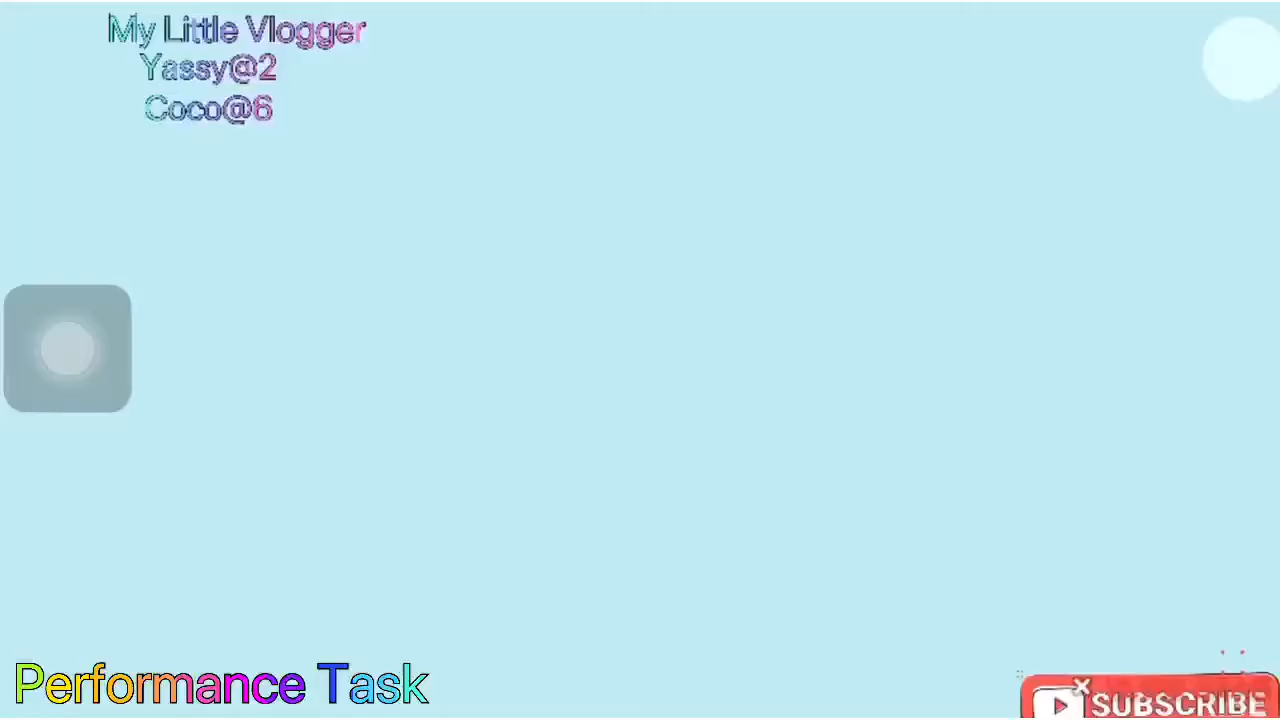 My Little Vlogger
Yassy@2
Coco@6
Performance Task
SUBSCRIBE